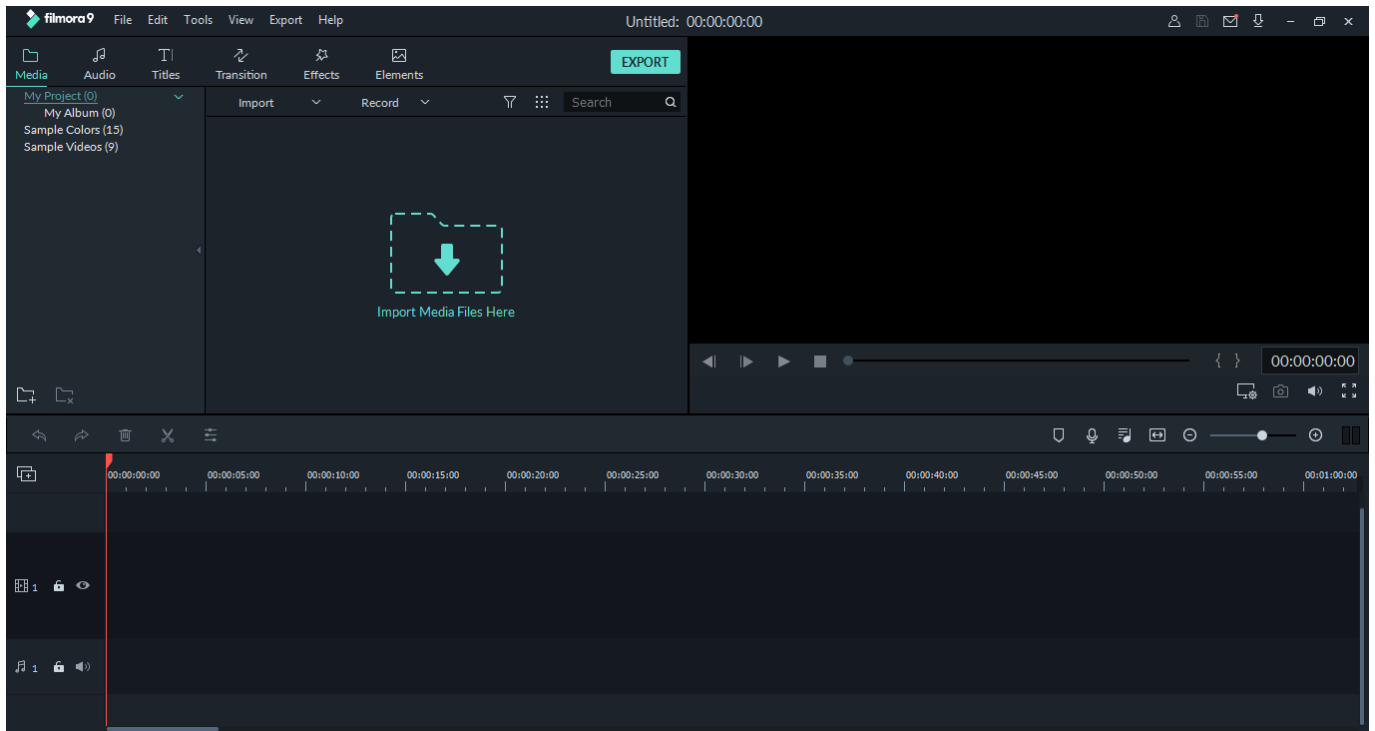 filmora9 File Edit Tools View Export Help Untitled: 00:00:00:00
Media Audio Titles Transition Effects Elements EXPORT
My Project (0)
My Album (0)
Sample Colors (15)
Sample Videos (9)
Import Record Search
Import Media Files Here
{ } 00:00:00:00
00:00:00:00 00:00:05:00 00:00:10:00 00:00:15:00 00:00:20:00 00:00:25:00 00:00:30:00 00:00:35:00 00:00:40:00 00:00:45:00 00:00:50:00 00:00:55:00 00:01:00:00
1
1